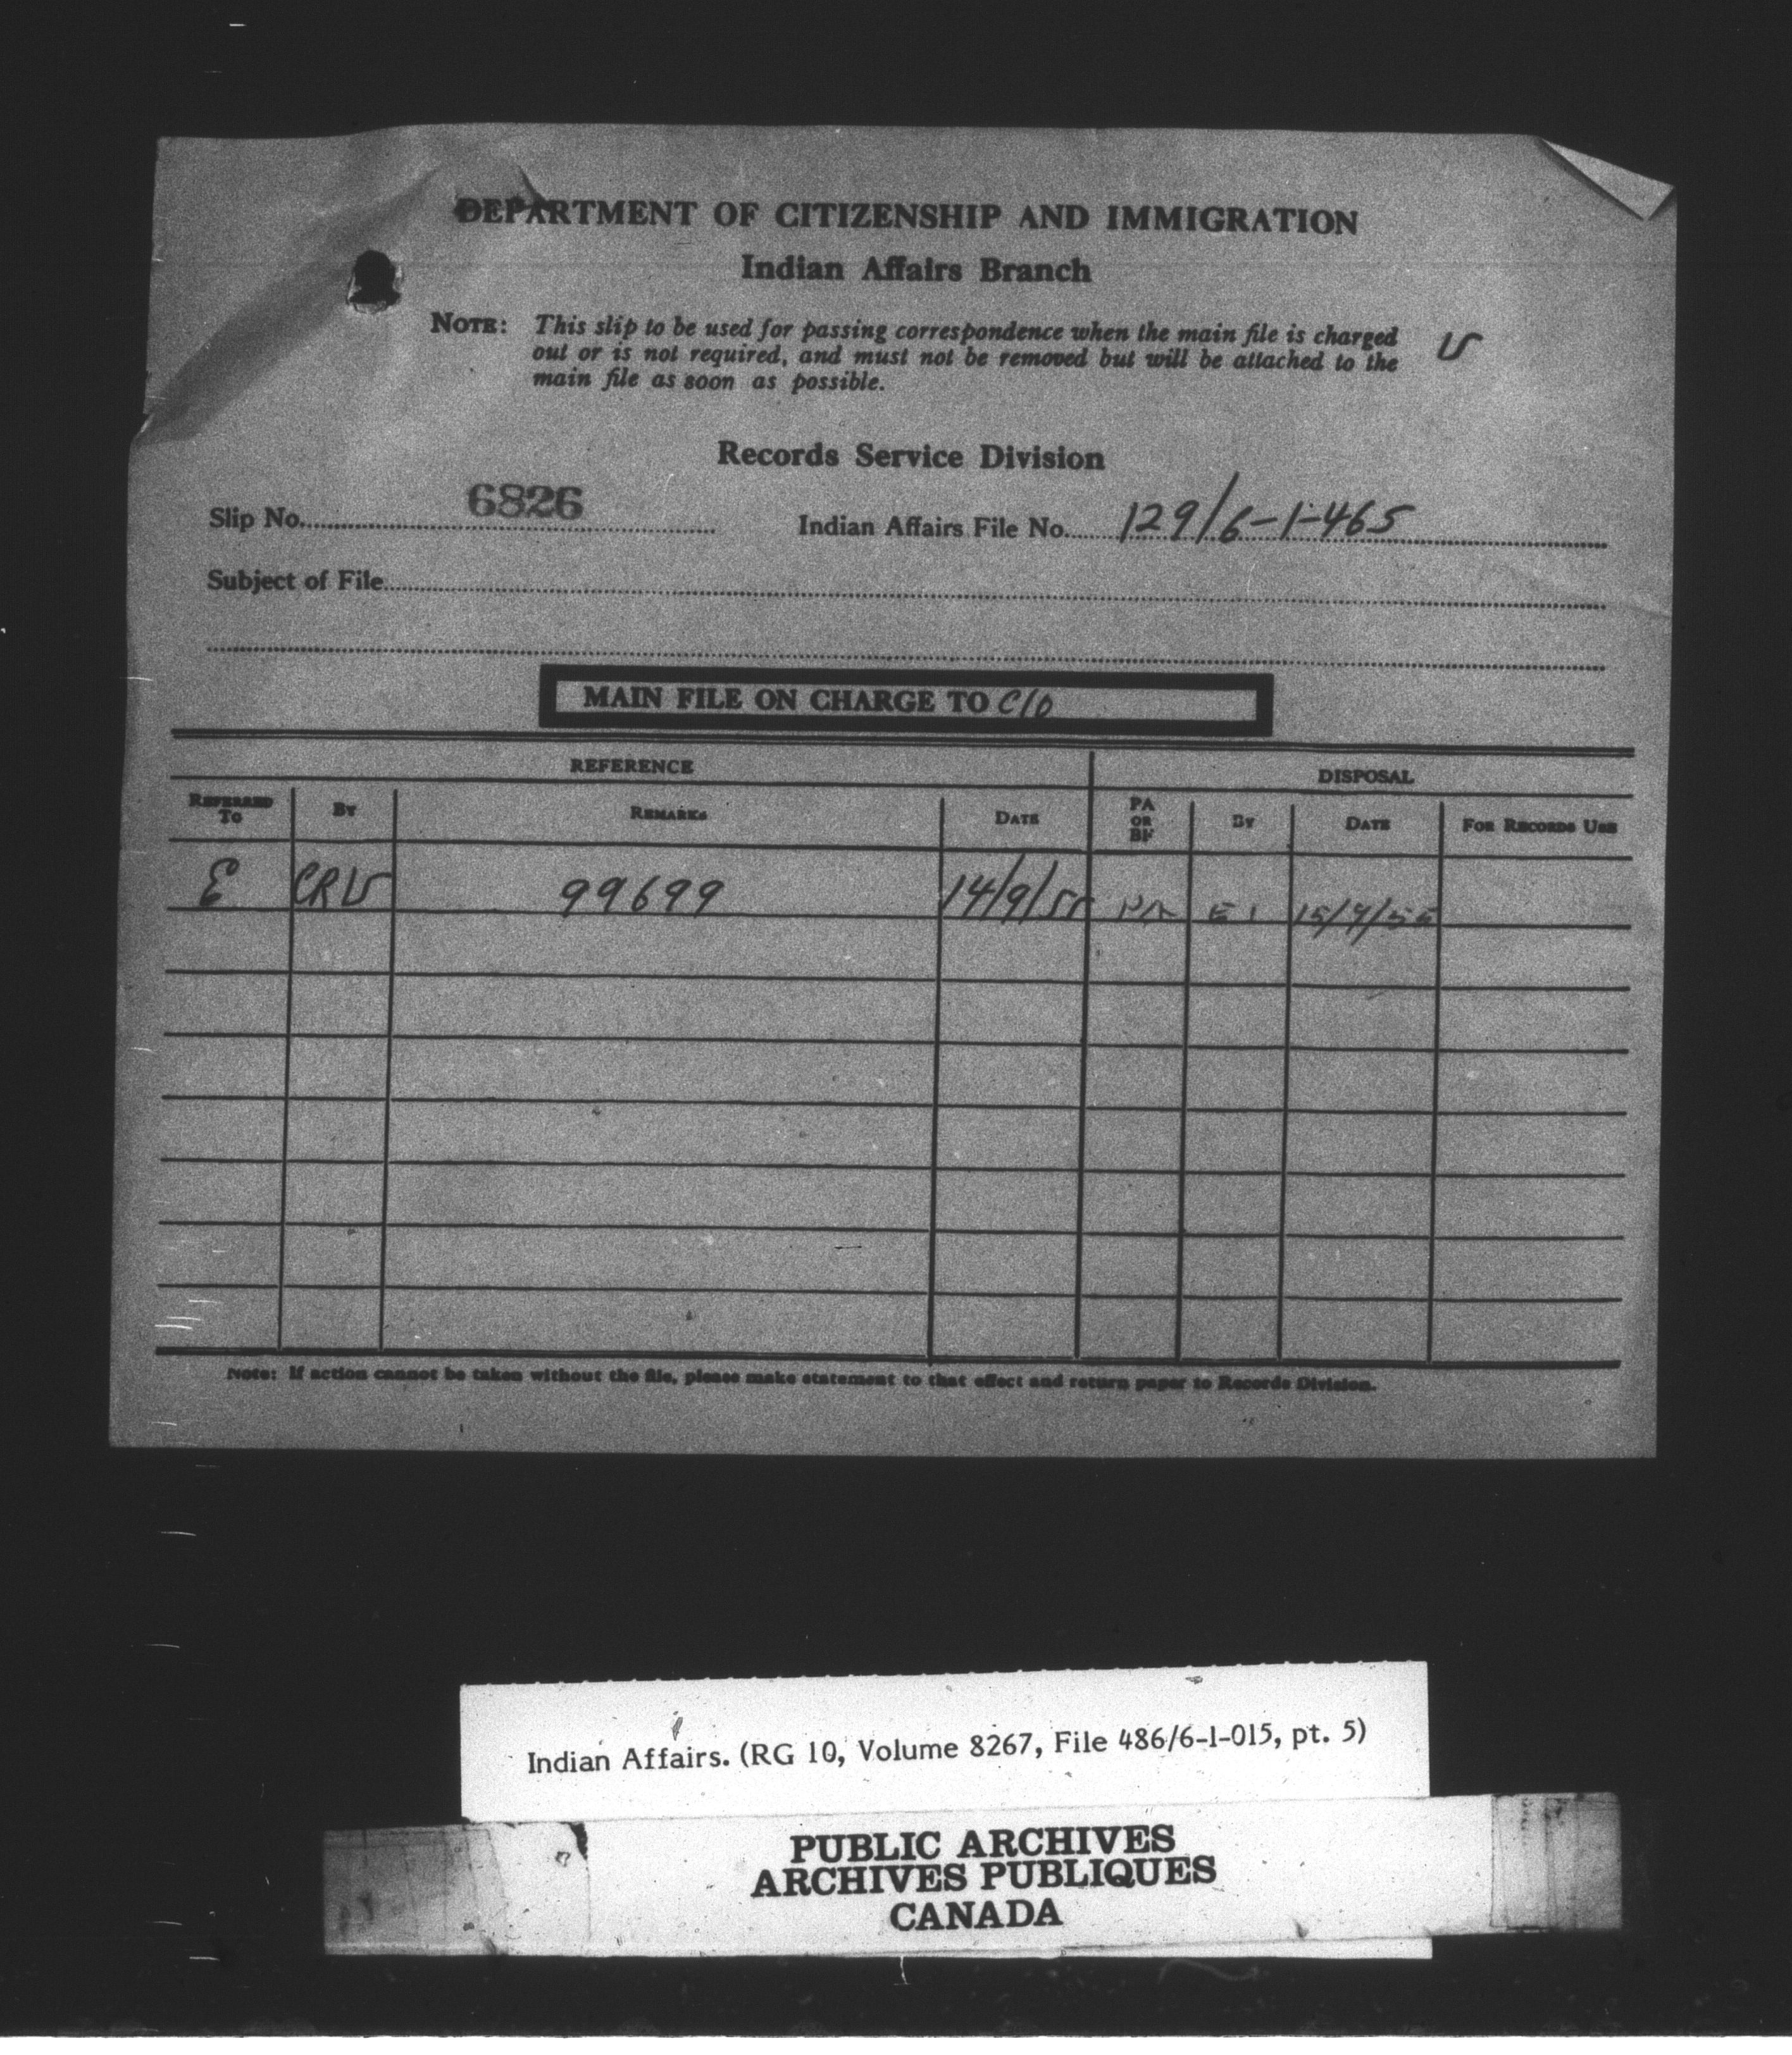 DEPARTMENT OF CITIZENSHIP AND IMMIGRATION
Indian Affairs Branch
NOTE: This slip to be used for passing correspondence when the main file is charged
out or is not required, and must not be removed but will be attached to the
main file as soon as possible.
Records Service Division
Slip No. 6826 Indian Affairs File No. 129/6-1-465
Subject of File
MAIN FILE ON CHARGE TO C/O
REFERENCE DISPOSAL
REFERRED TO BY REMARKS DATE PA OR BF BY DATE FOR RECORDS USE
E CRV 99699 14/9/55 PA 15/9/55
Note: If action cannot be taken without the file, please make statement to that effect and return paper to Records Division.
Indian Affairs. (RG 10, Volume 8267, File 486/6-1-015, pt. 5)
PUBLIC ARCHIVES
ARCHIVES PUBLIQUES
CANADA